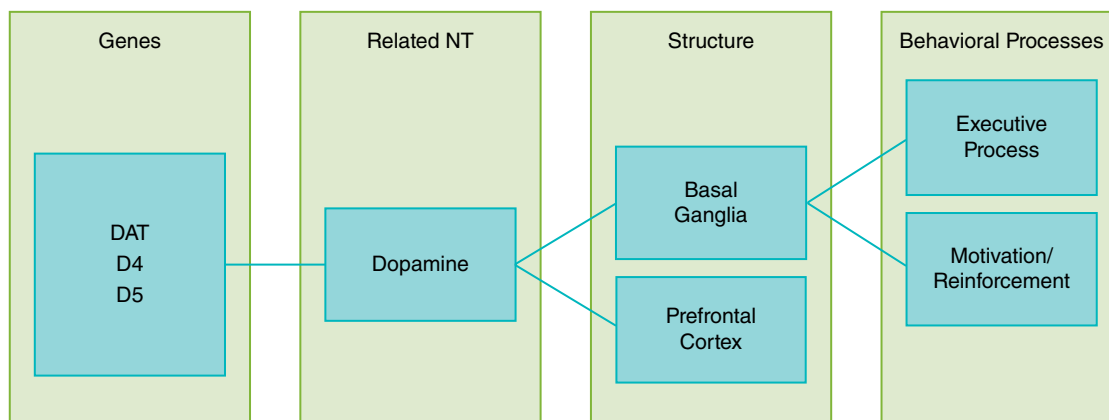 Genes
DAT
D4
D5
Related NT
Dopamine
Structure
Basal
Ganglia
Prefrontal
Cortex
Behavioral Processes
Executive
Process
Motivation/
Reinforcement